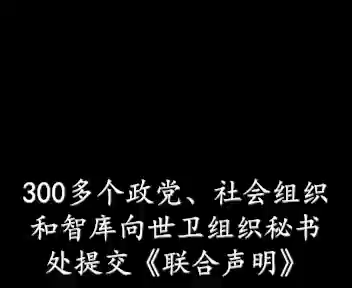 300多个政党、社会组织
和智库向世卫组织秘书
处提交《联合声明》